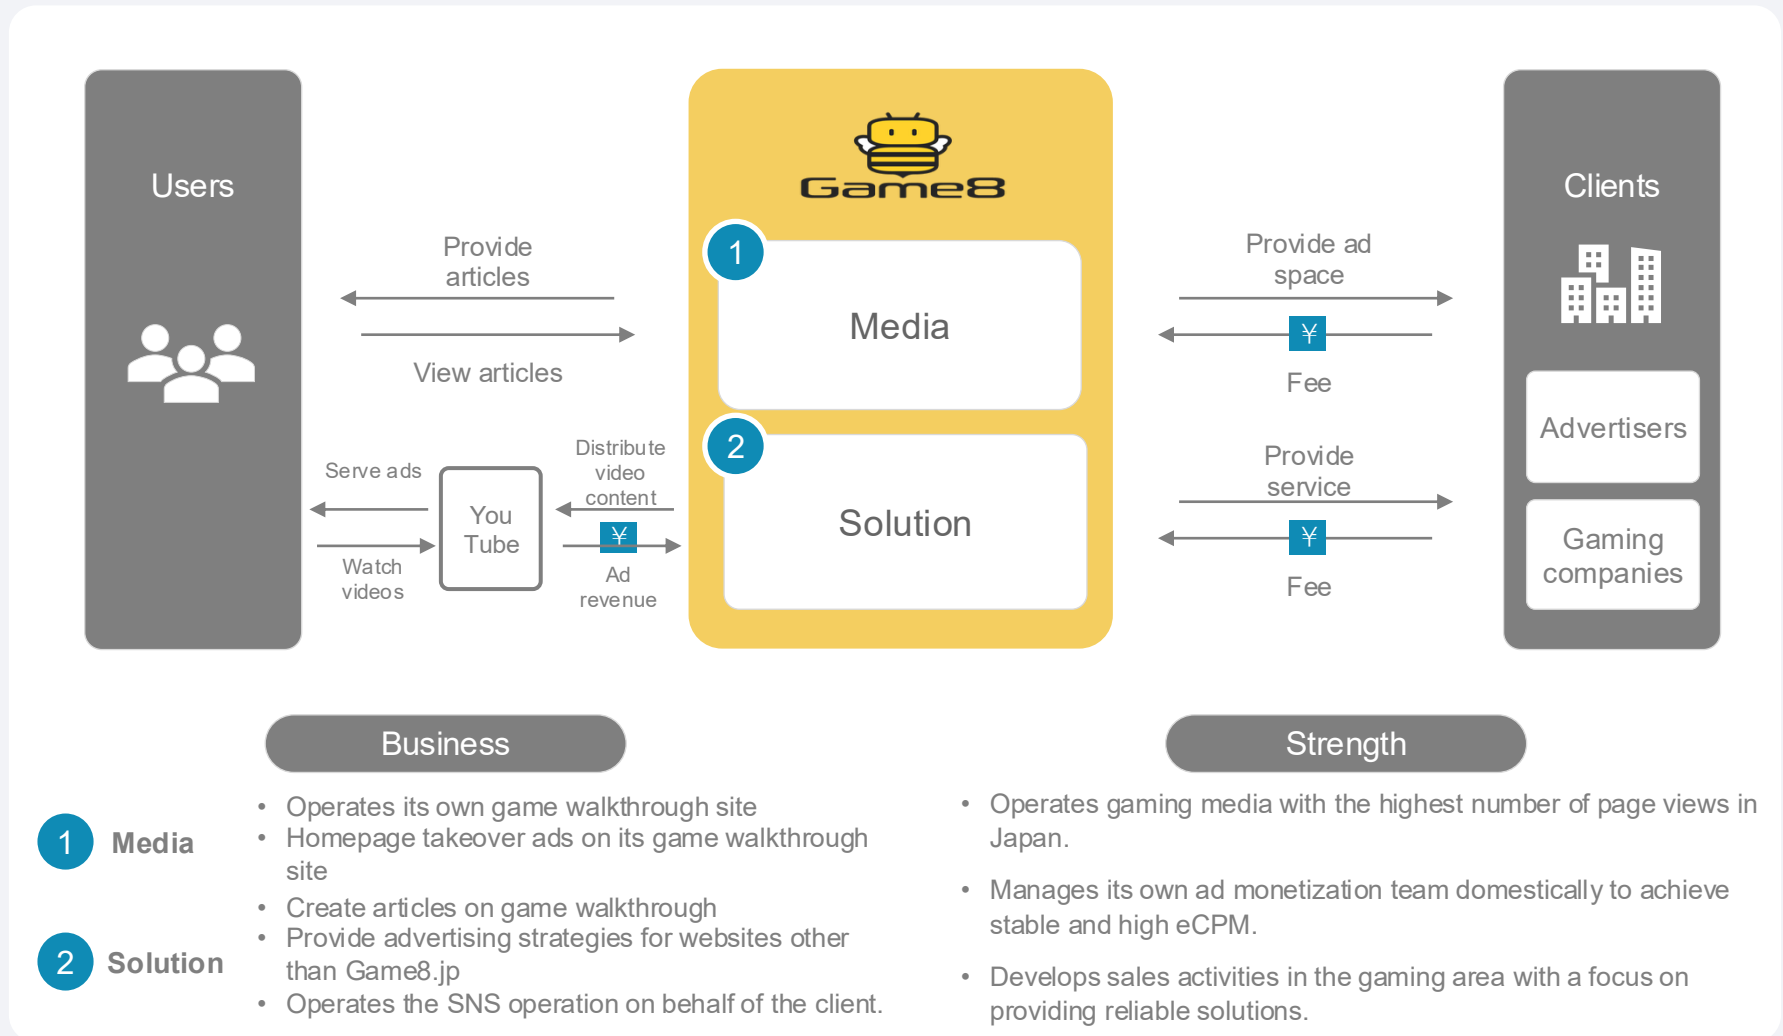 Users
Provide
articles
View articles
Serve ads
Watch
videos
You
Tube
Distribute
video
content
¥
Ad
revenue
Game8
1
Media
2
Solution
Provide ad
space
¥
Fee
Provide
service
¥
Fee
Clients
Advertisers
Gaming
companies
Business
1 Media
• Operates its own game walkthrough site
• Homepage takeover ads on its game walkthrough
site
2 Solution
• Create articles on game walkthrough
• Provide advertising strategies for websites other
than Game8.jp
• Operates the SNS operation on behalf of the client.
Strength
• Operates gaming media with the highest number of page views in
Japan.
• Manages its own ad monetization team domestically to achieve
stable and high eCPM.
• Develops sales activities in the gaming area with a focus on
providing reliable solutions.